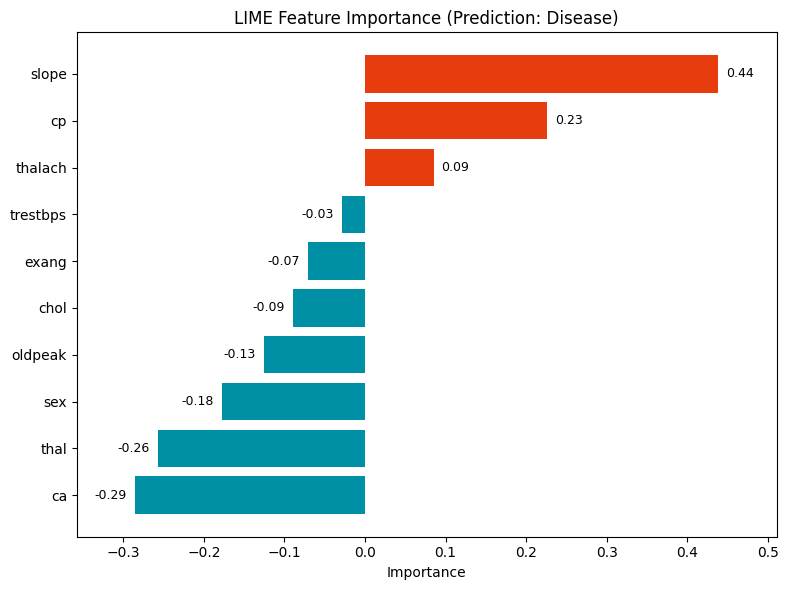 LIME Feature Importance (Prediction: Disease)
slope
0.44
cp
0.23
thalach
0.09
trestbps
-0.03
exang
-0.07
chol
-0.09
oldpeak
-0.13
sex
-0.18
thal
-0.26
ca
-0.29
−0.3 −0.2 −0.1 0.0 0.1 0.2 0.3 0.4 0.5
Importance